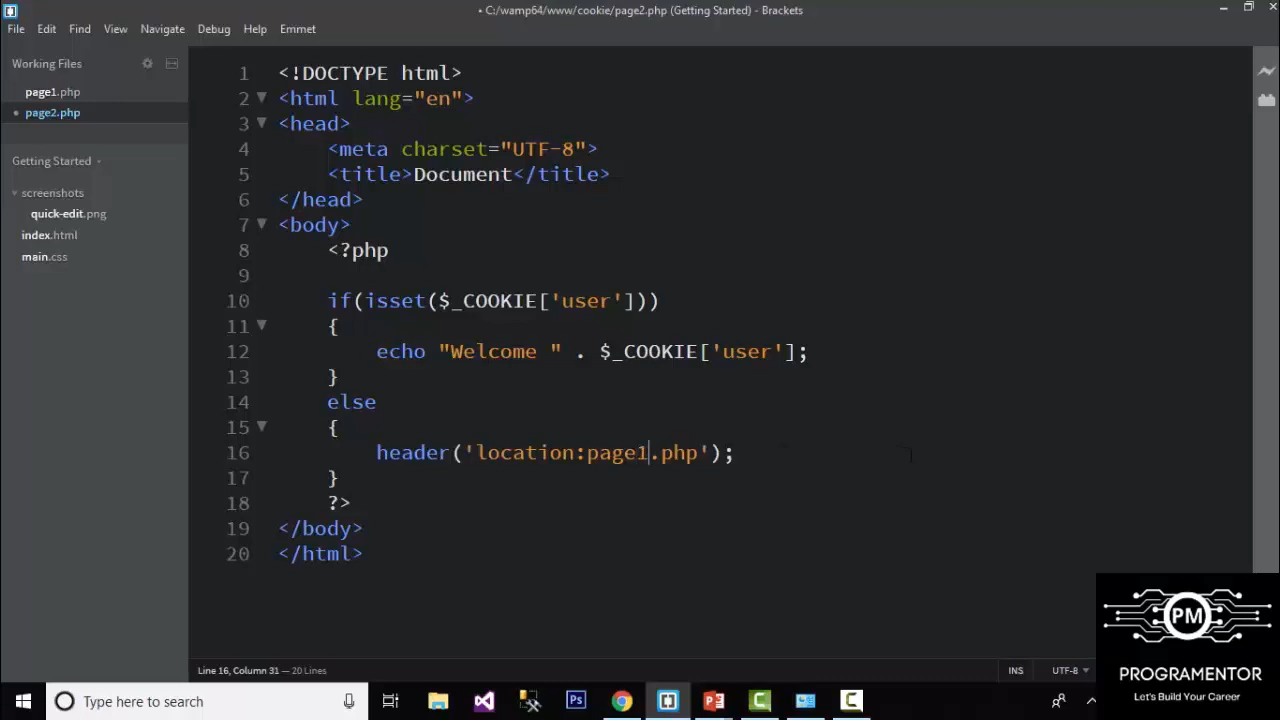 • C:/wamp64/www/cookie/page2.php (Getting Started) - Brackets
File Edit Find View Navigate Debug Help Emmet
Working Files
page1.php
page2.php
Getting Started
screenshots
quick-edit.png
index.html
main.css
1 <!DOCTYPE html>
2 <html lang="en">
3 <head>
4 <meta charset="UTF-8">
5 <title>Document</title>
6 </head>
7 <body>
8 <?php
9
10 if(isset($_COOKIE['user']))
11 {
12 echo "Welcome " . $_COOKIE['user'];
13 }
14 else
15 {
16 header('location:page1.php');
17 }
18 ?>
19 </body>
20 </html>
Line 16, Column 31 — 20 Lines
INS UTF-8
PM
PROGRAMENTOR
Let's Build Your Career
Type here to search
Ps